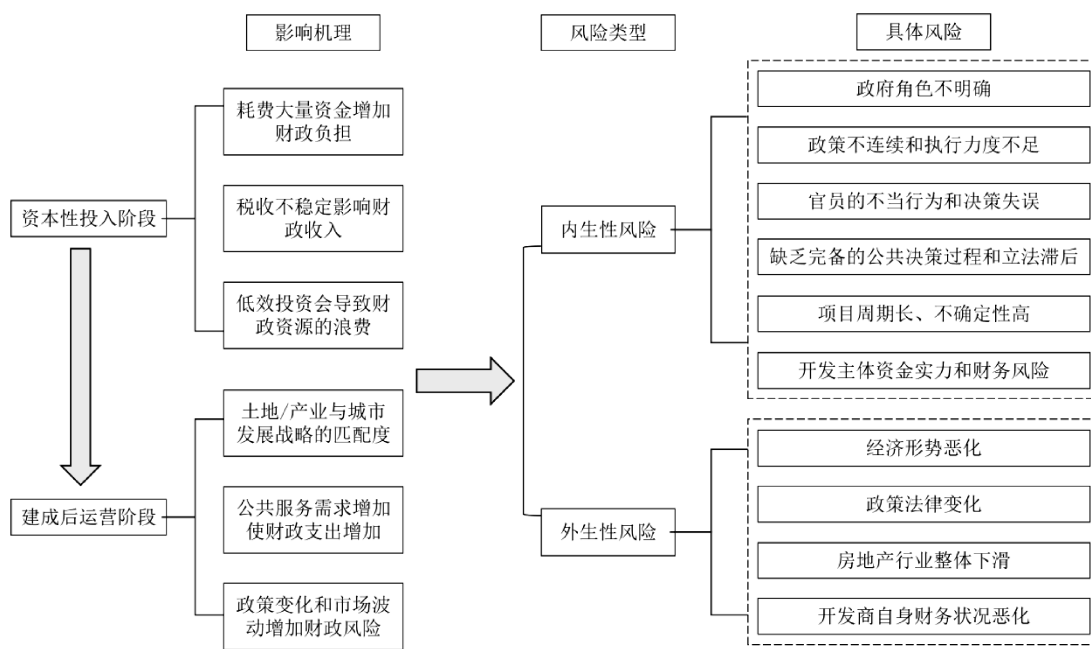 影响机理
风险类型
具体风险
资本性投入阶段
耗费大量资金增加
财政负担
税收不稳定影响财
政收入
低效投资会导致财
政资源的浪费
建成后运营阶段
土地/产业与城市
发展战略的匹配度
公共服务需求增加
使财政支出增加
政策变化和市场波
动增加财政风险
内生性风险
政府角色不明确
政策不连续和执行力度不足
官员的不当行为和决策失误
缺乏完备的公共决策过程和立法滞后
项目周期长、不确定性高
开发主体资金实力和财务风险
外生性风险
经济形势恶化
政策法律变化
房地产行业整体下滑
开发商自身财务状况恶化